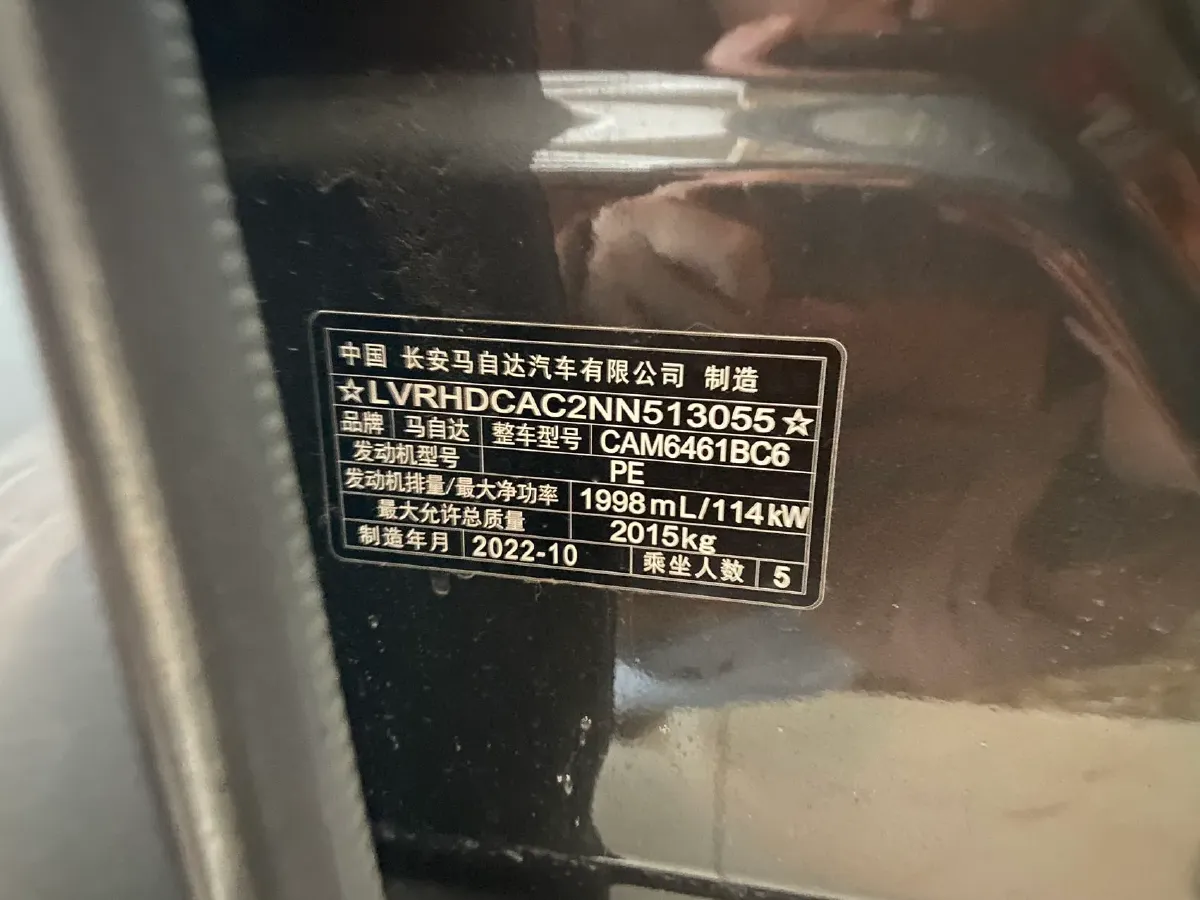 中国 长安马自达汽车有限公司 制造
☆LVRHDCAC2NN513055☆
品牌 马自达 整车型号 CAM6461BC6
发动机型号 PE
发动机排量/最大净功率 1998mL/114kW
最大允许总质量 2015kg
制造年月 2022-10 乘坐人数 5